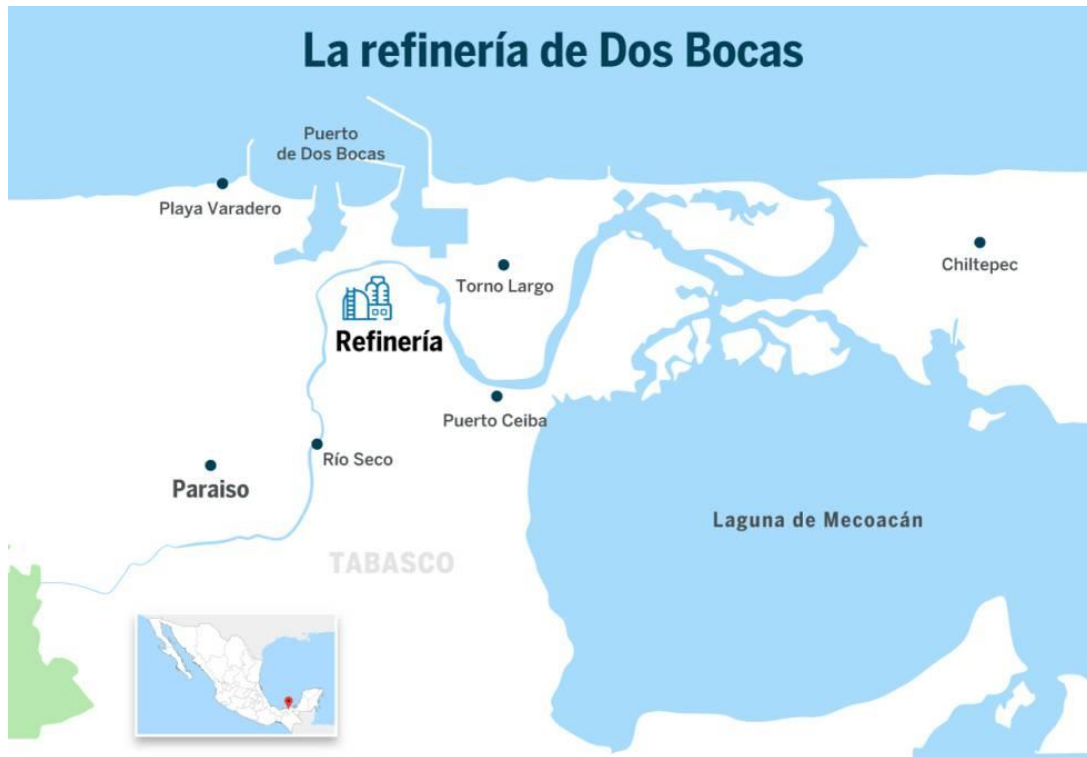 La refinería de Dos Bocas
Puerto
de Dos Bocas
Playa Varadero
Torno Largo
Chiltepec
Refinería
Puerto Ceiba
Río Seco
Paraiso
Laguna de Mecoacán
TABASCO